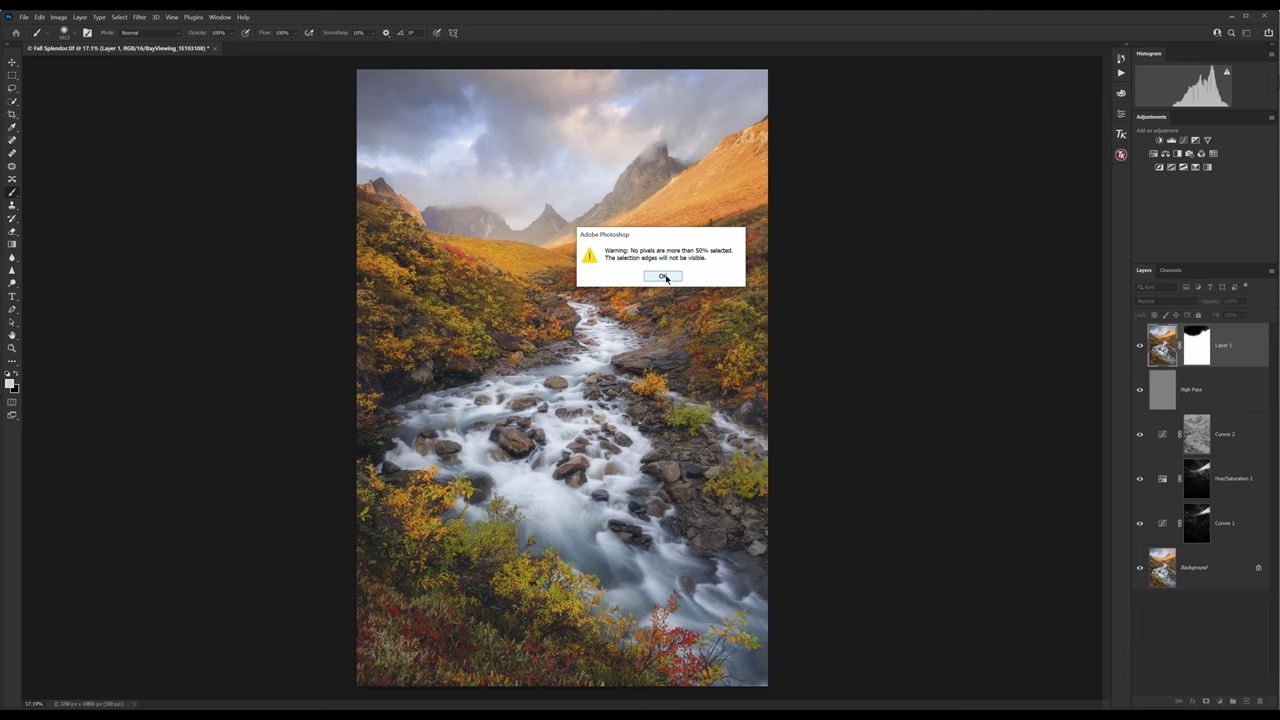 File Edit Image Layer Type Select Filter 3D View Plugins Window Help
Mode: Normal Opacity: 100% Flow: 100% Smoothing: 10% 0°
© Fall Splendor.tif @ 17.1% (Layer 1, RGB/16/BayViewing_1E103108) *
Histogram
Adjustments
Add an adjustment
Adobe Photoshop
Warning: No pixels are more than 50% selected.
The selection edges will not be visible.
OK
Layers Channels
Kind
Normal Opacity: 100%
Lock: Fill: 100%
Layer 1
High Pass
Curves 2
Hue/Saturation 1
Curves 1
Background
17.14%